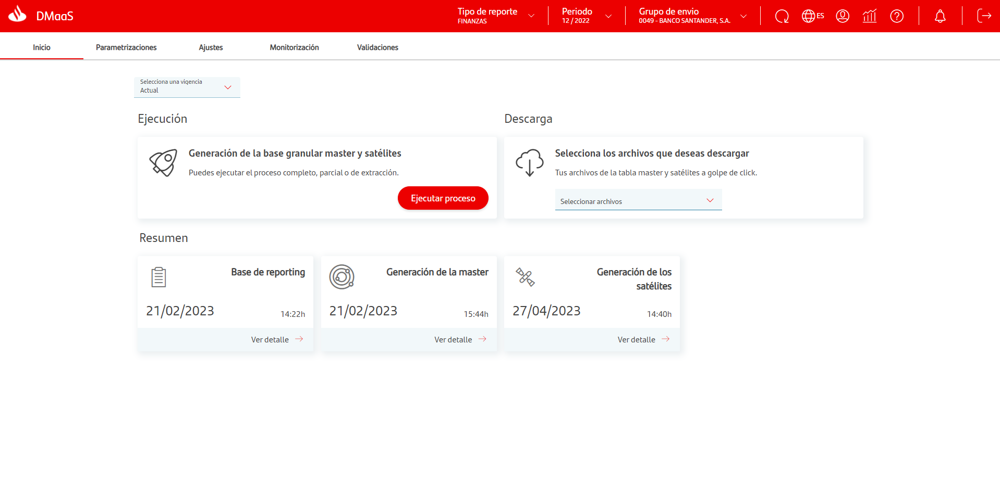 DMaaS
Tipo de reporte
FINANZAS
Periodo
12 / 2022
Grupo de envio
0049 - BANCO SANTANDER, S.A.
ES
Inicio
Parametrizaciones
Ajustes
Monitorización
Validaciones
Selecciona una vigencia
Actual
Ejecución
Generación de la base granular master y satélites
Puedes ejecutar el proceso completo, parcial o de extracción.
Ejecutar proceso
Descarga
Selecciona los archivos que deseas descargar
Tus archivos de la tabla master y satélites a golpe de click.
Seleccionar archivos
Resumen
Base de reporting
21/02/2023
14:22h
Ver detalle
Generación de la master
21/02/2023
15:44h
Ver detalle
Generación de los
satélites
27/04/2023
14:40h
Ver detalle